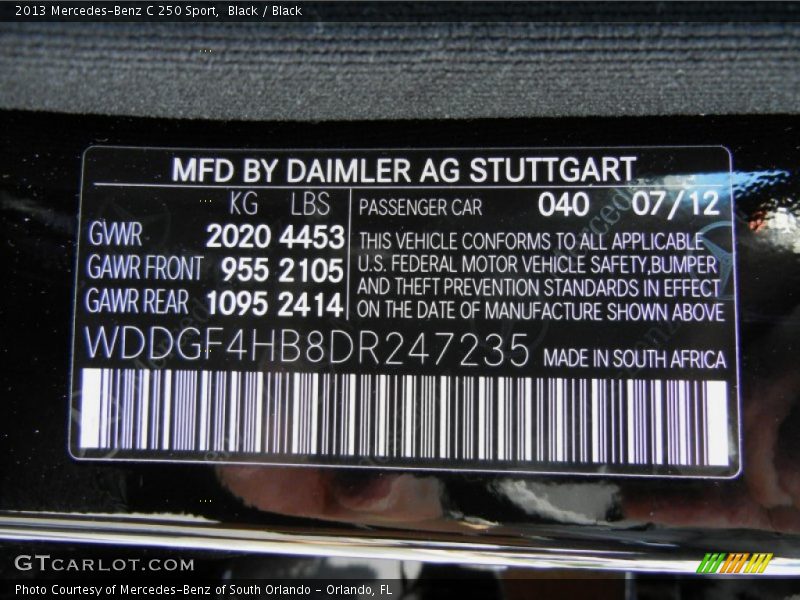 2013 Mercedes-Benz C 250 Sport, Black / Black
MFD BY DAIMLER AG STUTTGART
KG LBS PASSENGER CAR 040 07/12
GWR 2020 4453 THIS VEHICLE CONFORMS TO ALL APPLICABLE
GAWR FRONT 955 2105 U.S. FEDERAL MOTOR VEHICLE SAFETY,BUMPER
AND THEFT PREVENTION STANDARDS IN EFFECT
GAWR REAR 1095 2414 ON THE DATE OF MANUFACTURE SHOWN ABOVE
WDDGF4HB8DR247235 MADE IN SOUTH AFRICA
GTCARLOT.COM
Photo Courtesy of Mercedes-Benz of South Orlando - Orlando, FL